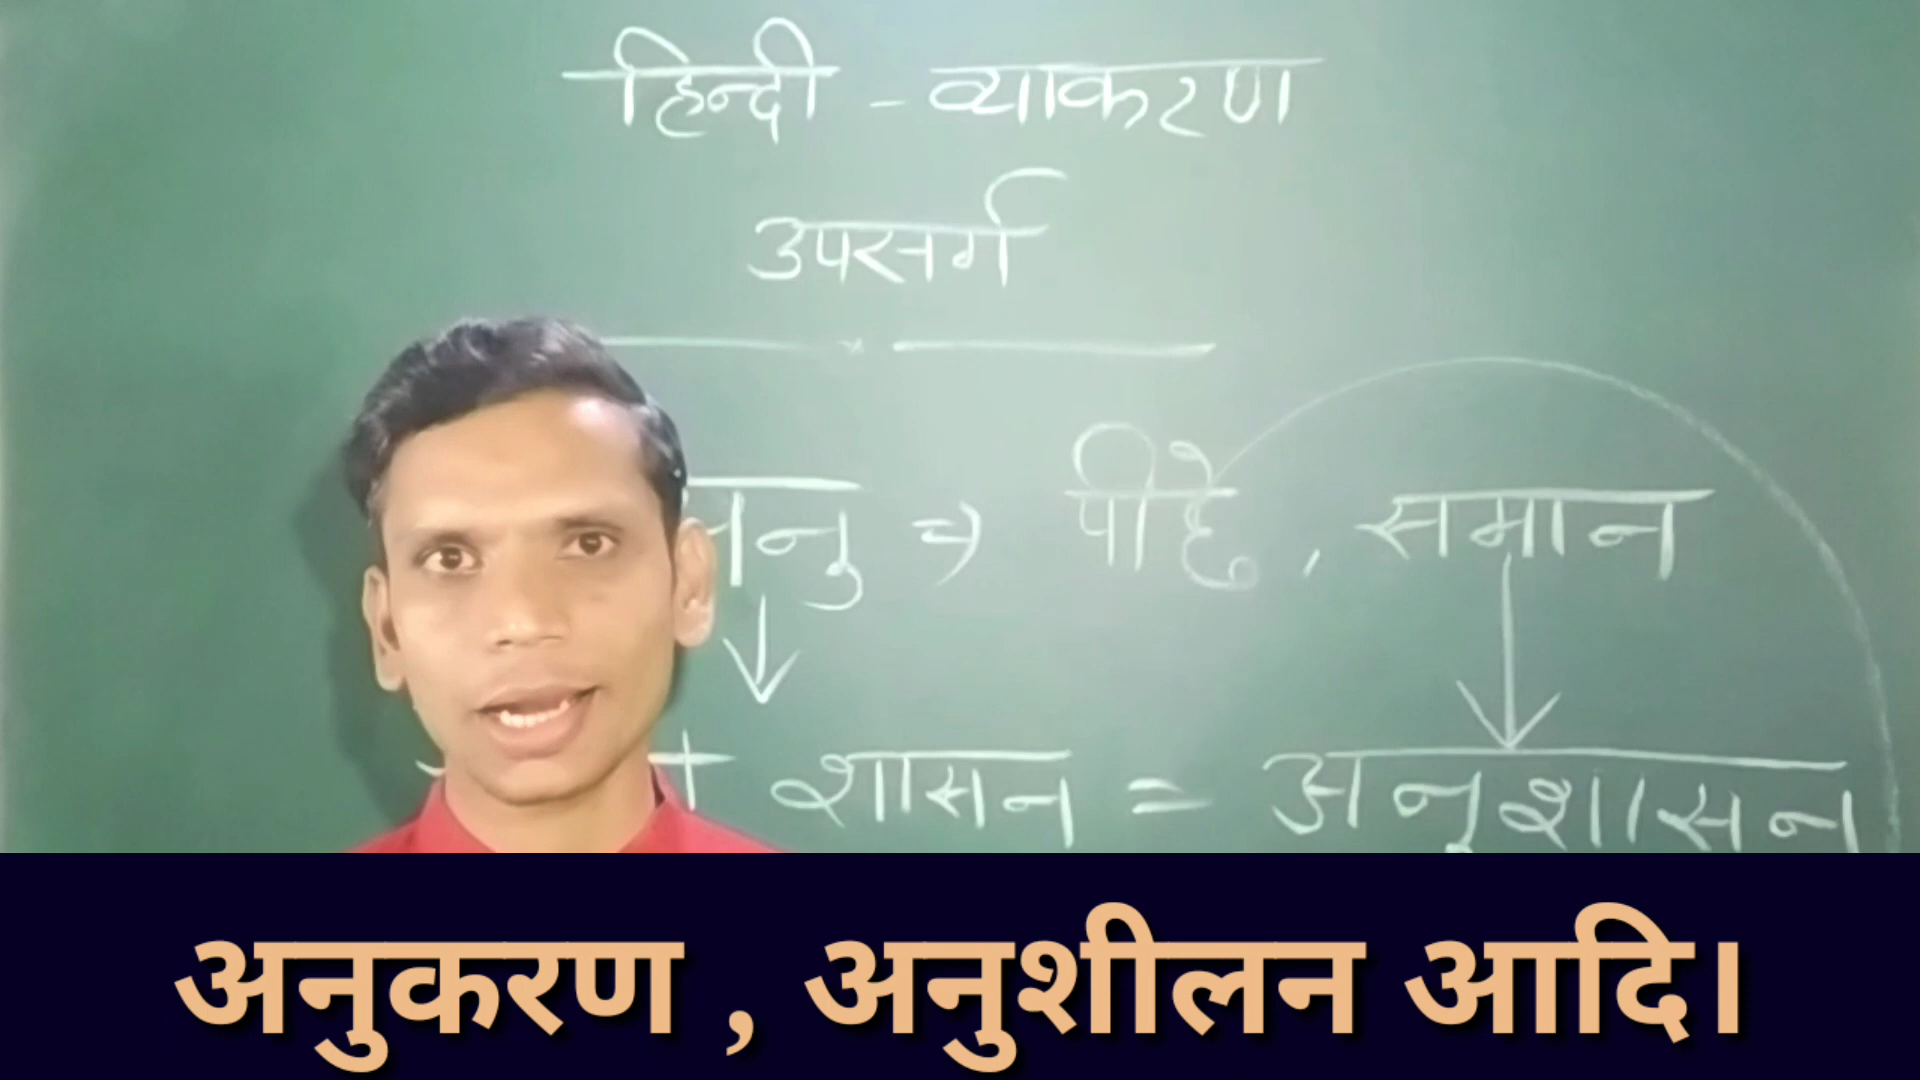 हिन्दी - व्याकरण
उपसर्ग
नु => पीछे , समान
+ शासन = अनुशासन
अनुकरण , अनुशीलन आदि।